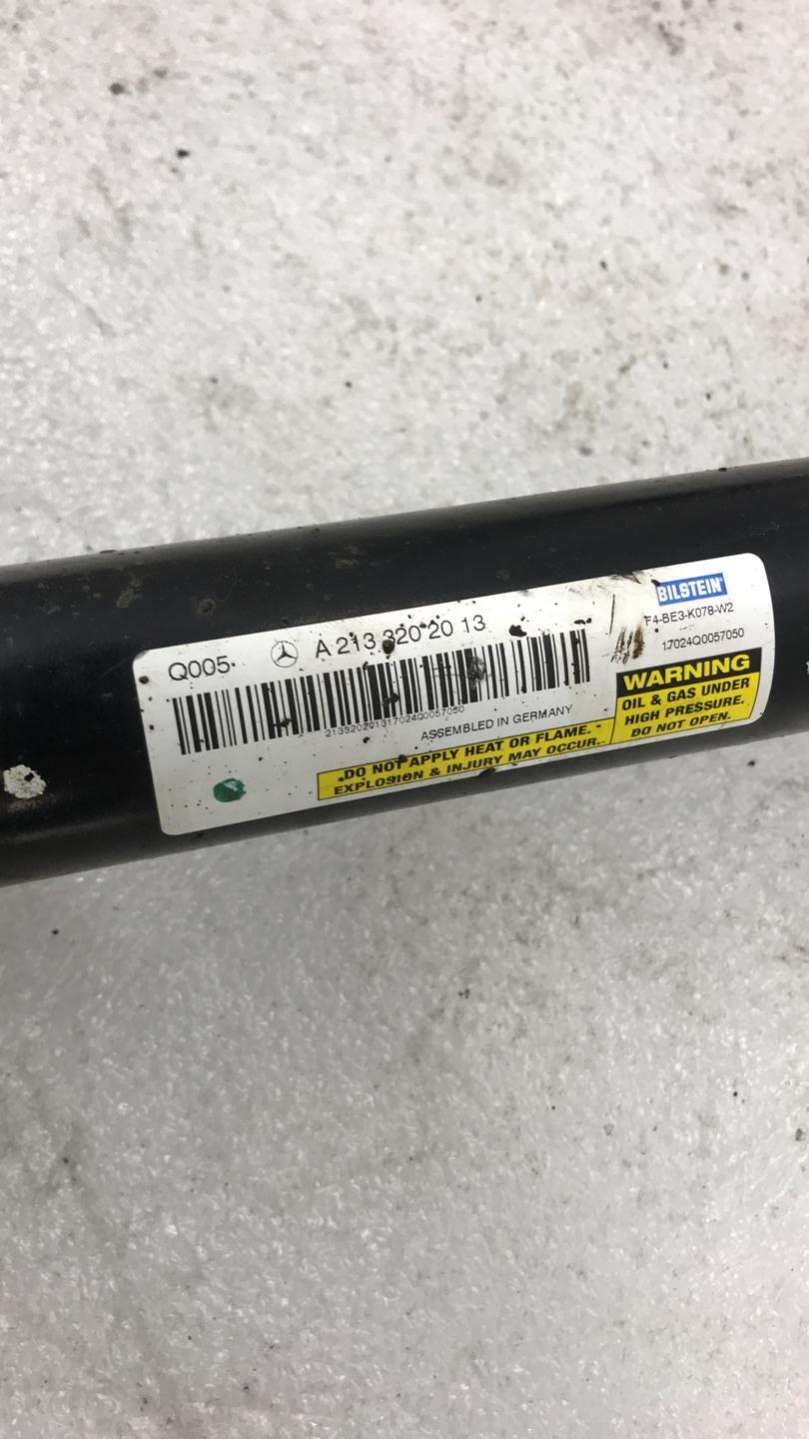 BILSTEIN
F4-BE3-K078-W2
17024Q0057050
Q005
A 213 320 20 13
213320201317024Q0057050
ASSEMBLED IN GERMANY
WARNING
OIL & GAS UNDER
HIGH PRESSURE.
DO NOT OPEN.
DO NOT APPLY HEAT OR FLAME.
EXPLOSION & INJURY MAY OCCUR.